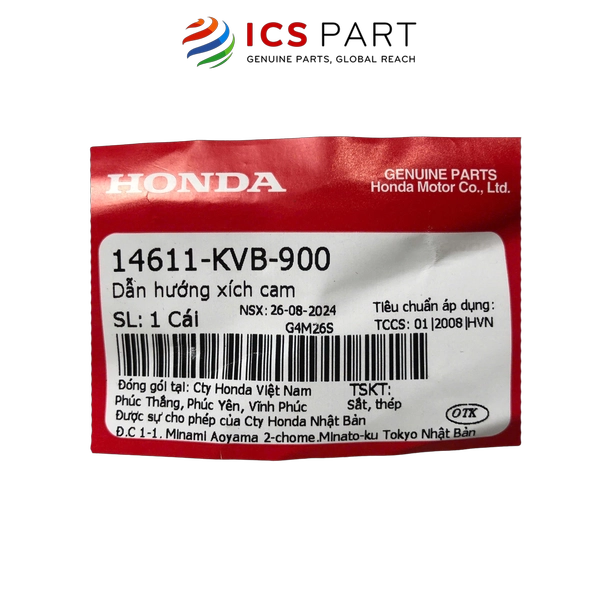 ICS PART
GENUINE PARTS, GLOBAL REACH
HONDA
GENUINE PARTS
Honda Motor Co., Ltd.
14611-KVB-900
Dẫn hướng xích cam
SL: 1 Cái
NSX: 26-08-2024
G4M26S
Tiêu chuẩn áp dụng:
TCCS: 01|2008|HVN
Đóng gói tại: Cty Honda Việt Nam
Phúc Thắng, Phúc Yên, Vĩnh Phúc
TSKT:
Sắt, thép
Được sự cho phép của Cty Honda Nhật Bản
Đ.C 1-1. Minami Aoyama 2-chome.Minato-ku Tokyo Nhật Bản
OTK